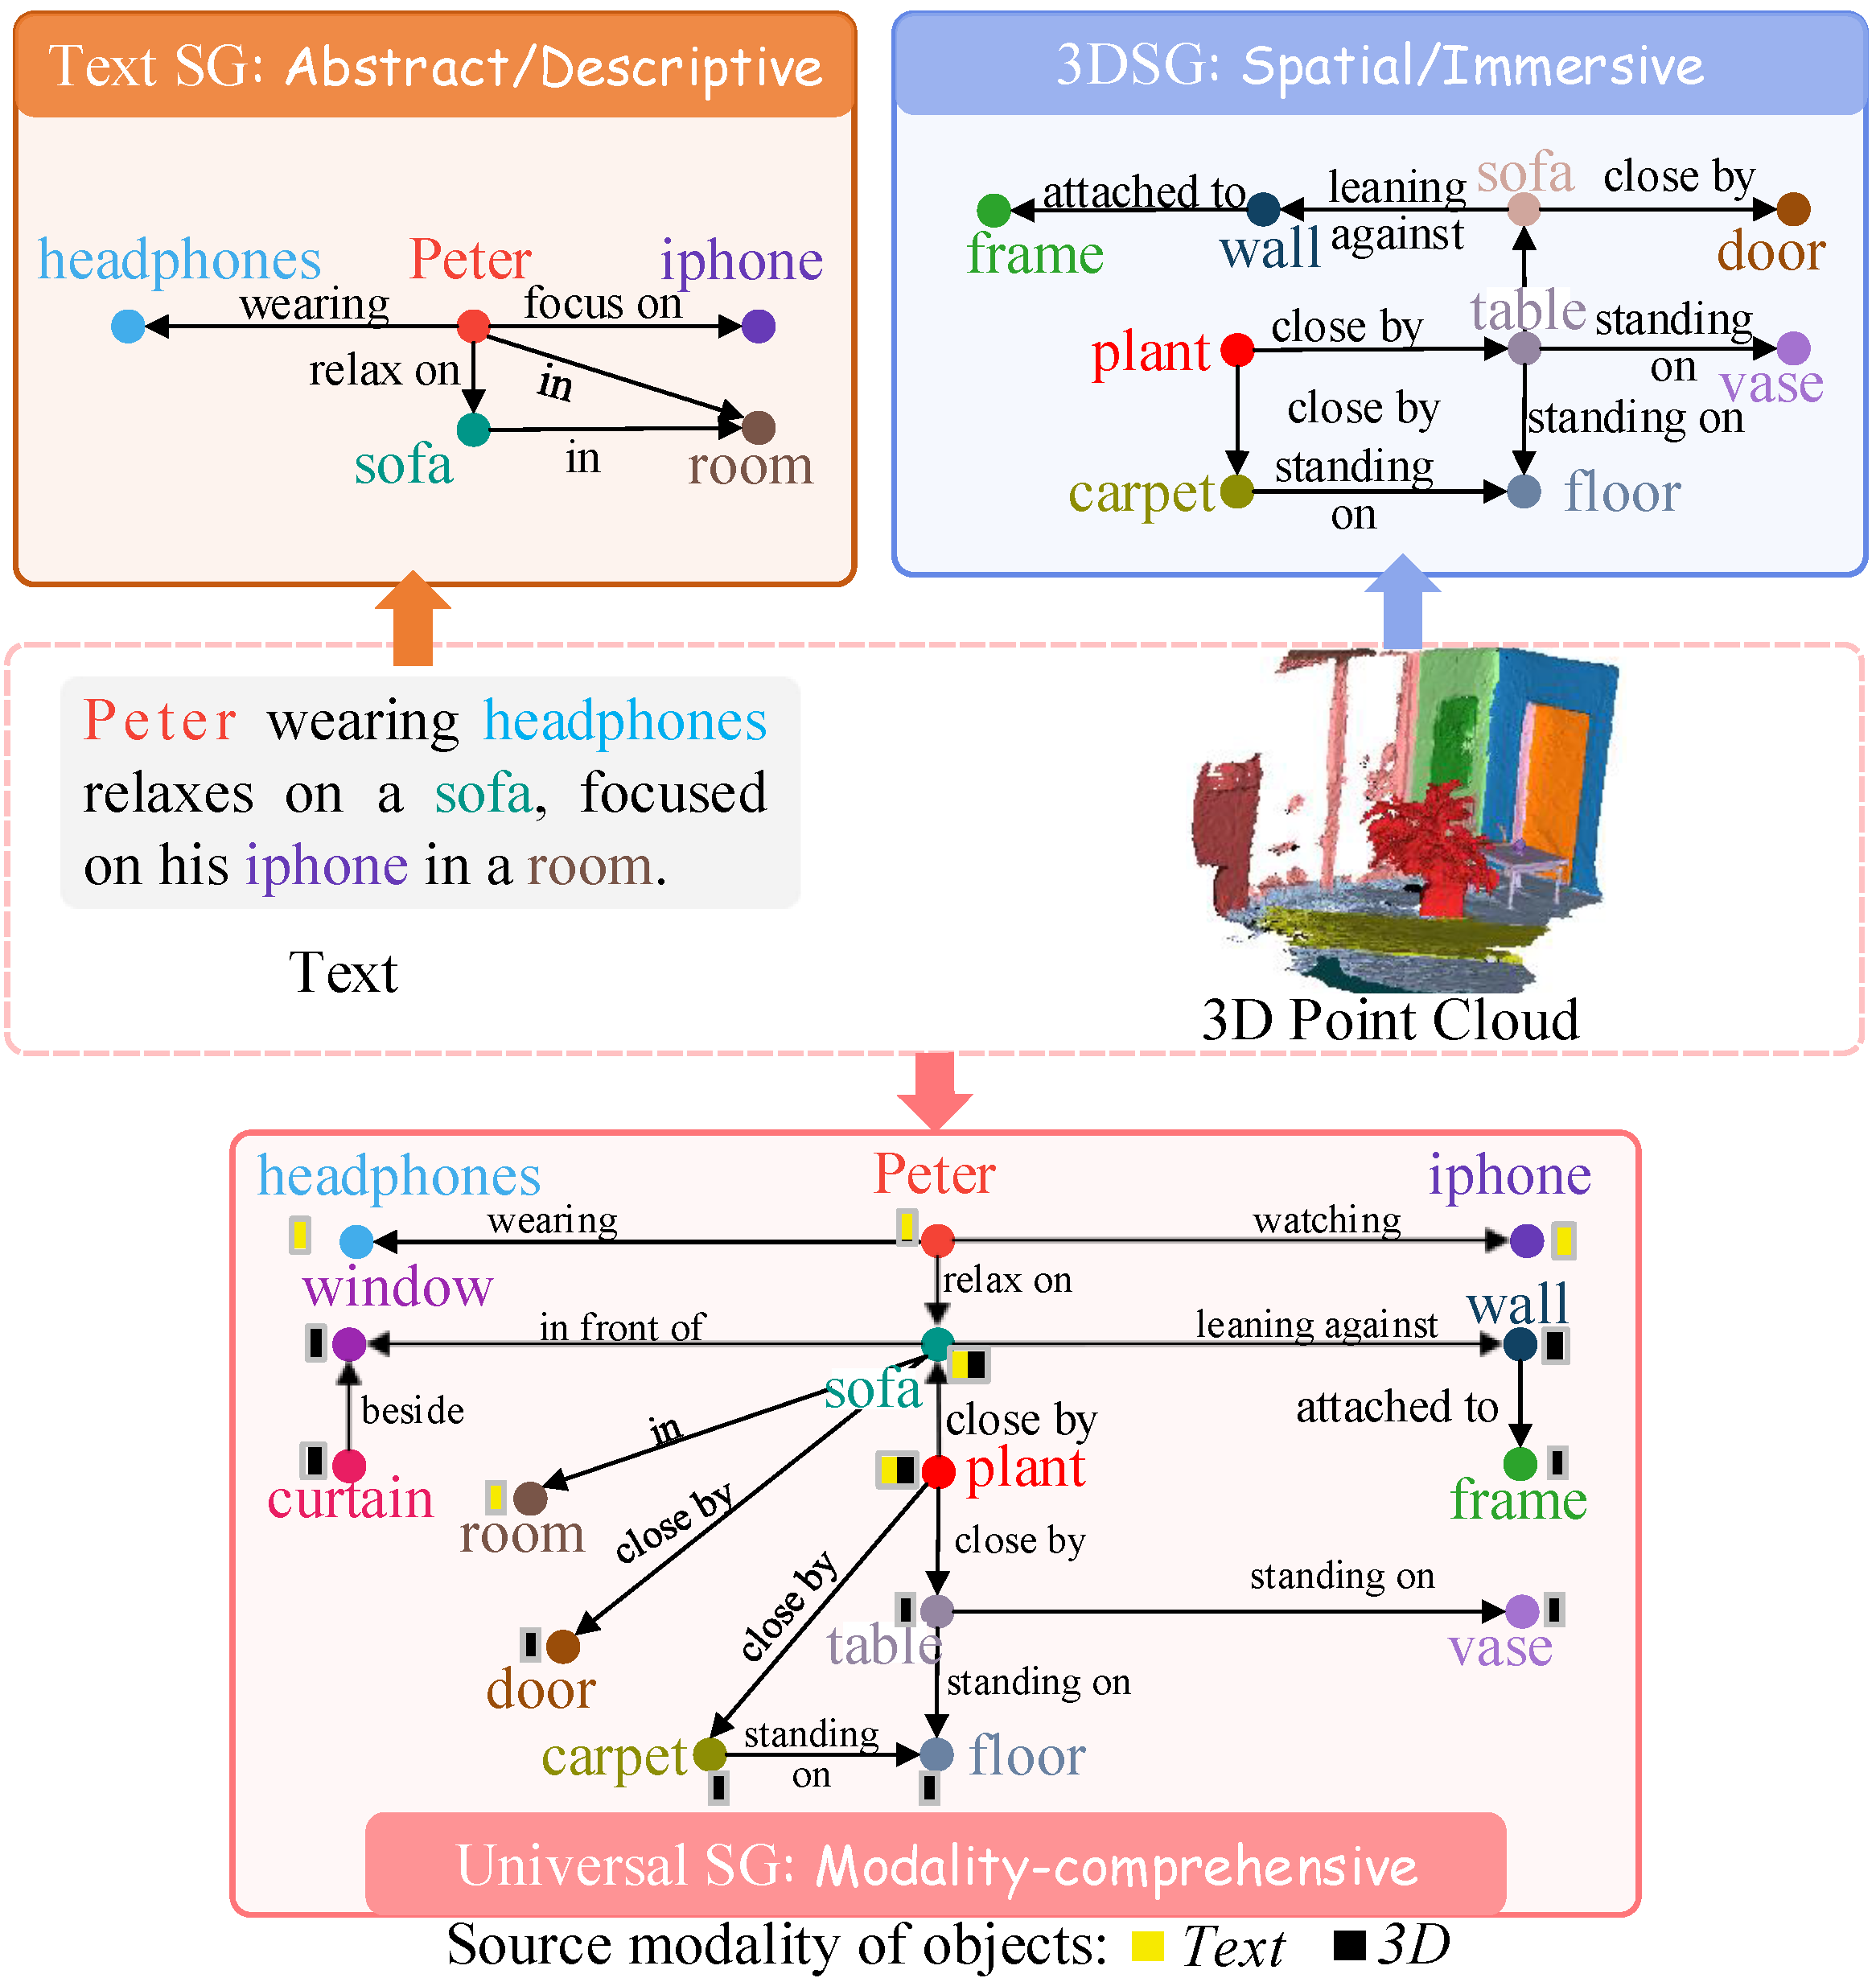 Text SG: Abstract/Descriptive
headphones
Peter
iphone
wearing
focus on
relax on
in
sofa
in
room
3DSG: Spatial/Immersive
sofa
attached to
leaning
against
close by
frame
wall
door
table
plant
close by
standing
on
vase
close by
standing on
carpet
standing
on
floor
Peter wearing headphones
relaxes on a sofa, focused
on his iphone in a room.
Text
3D Point Cloud
headphones
Peter
iphone
wearing
watching
window
relax on
wall
in front of
leaning against
sofa
beside
in
close by
attached to
curtain
room
close by
plant
frame
close by
close by
standing on
table
vase
door
standing on
carpet
standing
on
floor
Universal SG: Modality-comprehensive
Source modality of objects: Text 3D